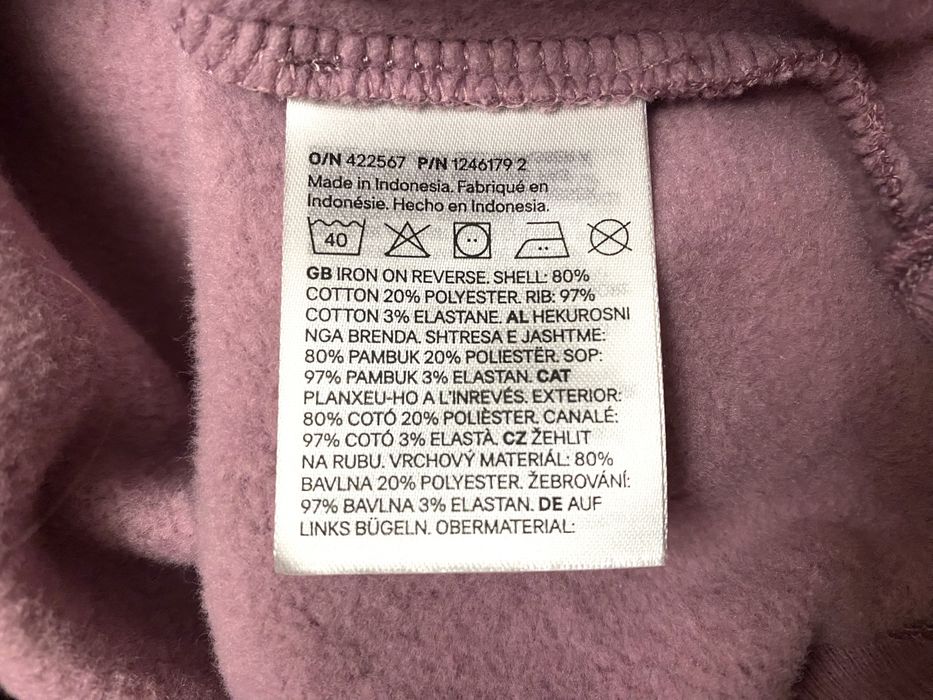 O/N 422567 P/N 1246179 2
Made in Indonesia. Fabriqué en
Indonésie. Hecho en Indonesia.
40
GB IRON ON REVERSE. SHELL: 80%
COTTON 20% POLYESTER. RIB: 97%
COTTON 3% ELASTANE. AL HEKUROSNI
NGA BRENDA. SHTRESA E JASHTME:
80% PAMBUK 20% POLIESTËR. SOP:
97% PAMBUK 3% ELASTAN. CAT
PLANXEU-HO A L'INREVÉS. EXTERIOR:
80% COTÓ 20% POLIÈSTER. CANALÉ:
97% COTÓ 3% ELASTÀ. CZ ŽEHLIT
NA RUBU. VRCHOVÝ MATERIÁL: 80%
BAVLNA 20% POLYESTER. ŽEBROVÁNÍ:
97% BAVLNA 3% ELASTAN. DE AUF
LINKS BÜGELN. OBERMATERIAL: